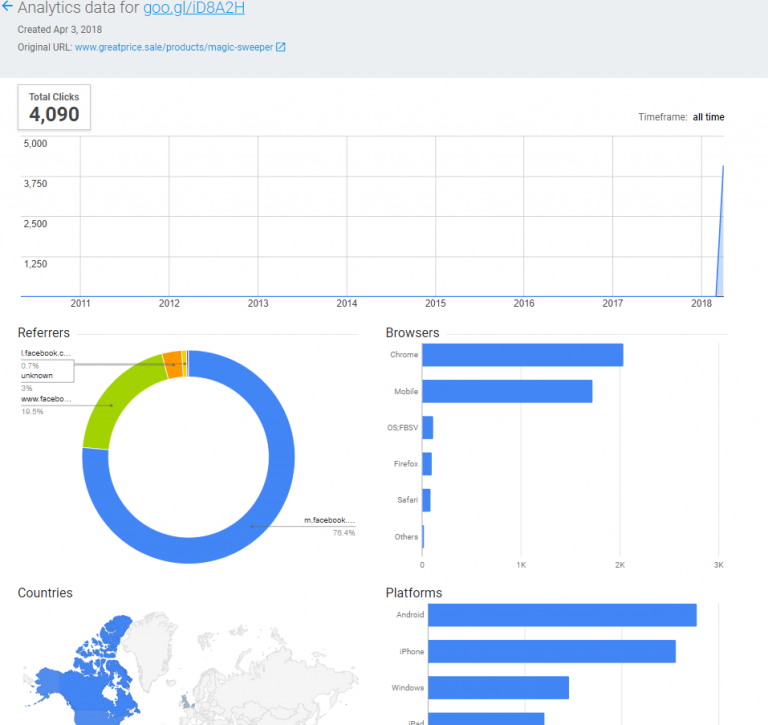 Analytics data for goo.gl/iD8A2H
Created Apr 3, 2018
Original URL: www.greatprice.sale/products/magic-sweeper
Total Clicks
4,090
Timeframe: all time
5,000
3,750
2,500
1,250
2011 2012 2013 2014 2015 2016 2017 2018
Referrers
l.facebook.c...
0.7%
unknown
3%
www.facebo...
19.5%
m.facebook....
76.4%
Browsers
Chrome
Mobile
OS;FBSV
Firefox
Safari
Others
0 1K 2K 3K
Countries
Platforms
Android
iPhone
Windows
iPad